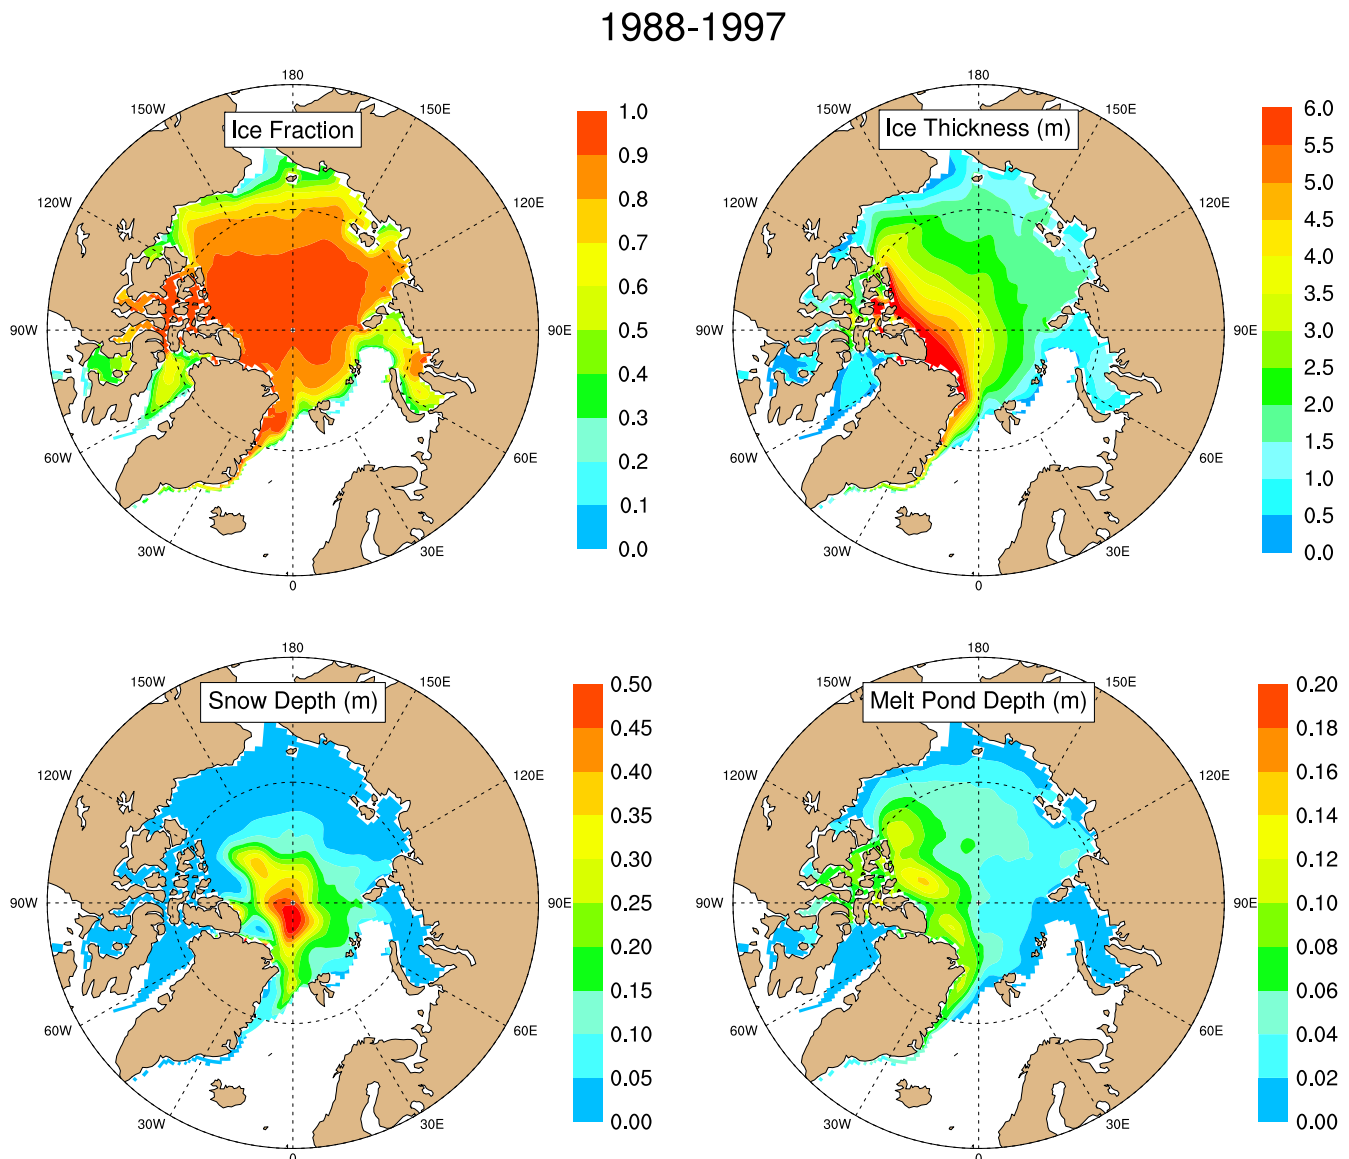 1988-1997
Ice Fraction
180
150W
150E
120W
120E
90W
90E
60W
60E
30W
30E
0
1.0
0.9
0.8
0.7
0.6
0.5
0.4
0.3
0.2
0.1
0.0
Ice Thickness (m)
180
150W
150E
120W
120E
90W
90E
60W
60E
30W
30E
0
6.0
5.5
5.0
4.5
4.0
3.5
3.0
2.5
2.0
1.5
1.0
0.5
0.0
Snow Depth (m)
180
150W
150E
120W
120E
90W
90E
60W
60E
30W
30E
0
0.50
0.45
0.40
0.35
0.30
0.25
0.20
0.15
0.10
0.05
0.00
Melt Pond Depth (m)
180
150W
150E
120W
120E
90W
90E
60W
60E
30W
30E
0
0.20
0.18
0.16
0.14
0.12
0.10
0.08
0.06
0.04
0.02
0.00